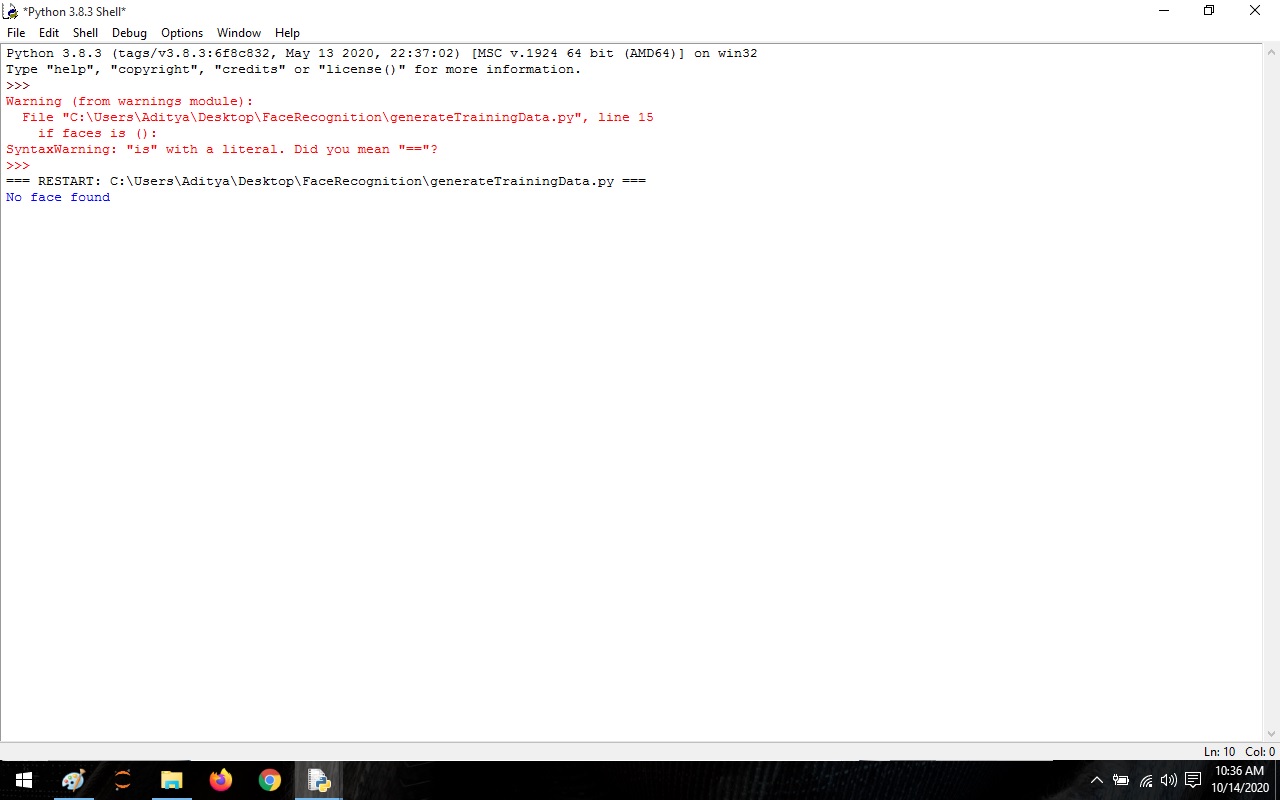 *Python 3.8.3 Shell*
File Edit Shell Debug Options Window Help
Python 3.8.3 (tags/v3.8.3:6f8c832, May 13 2020, 22:37:02) [MSC v.1924 64 bit (AMD64)] on win32
Type "help", "copyright", "credits" or "license()" for more information.
>>>
Warning (from warnings module):
  File "C:\Users\Aditya\Desktop\FaceRecognition\generateTrainingData.py", line 15
    if faces is ():
SyntaxWarning: "is" with a literal. Did you mean "=="?
>>>
=== RESTART: C:\Users\Aditya\Desktop\FaceRecognition\generateTrainingData.py ===
No face found
Ln: 10 Col: 0
10:36 AM
10/14/2020